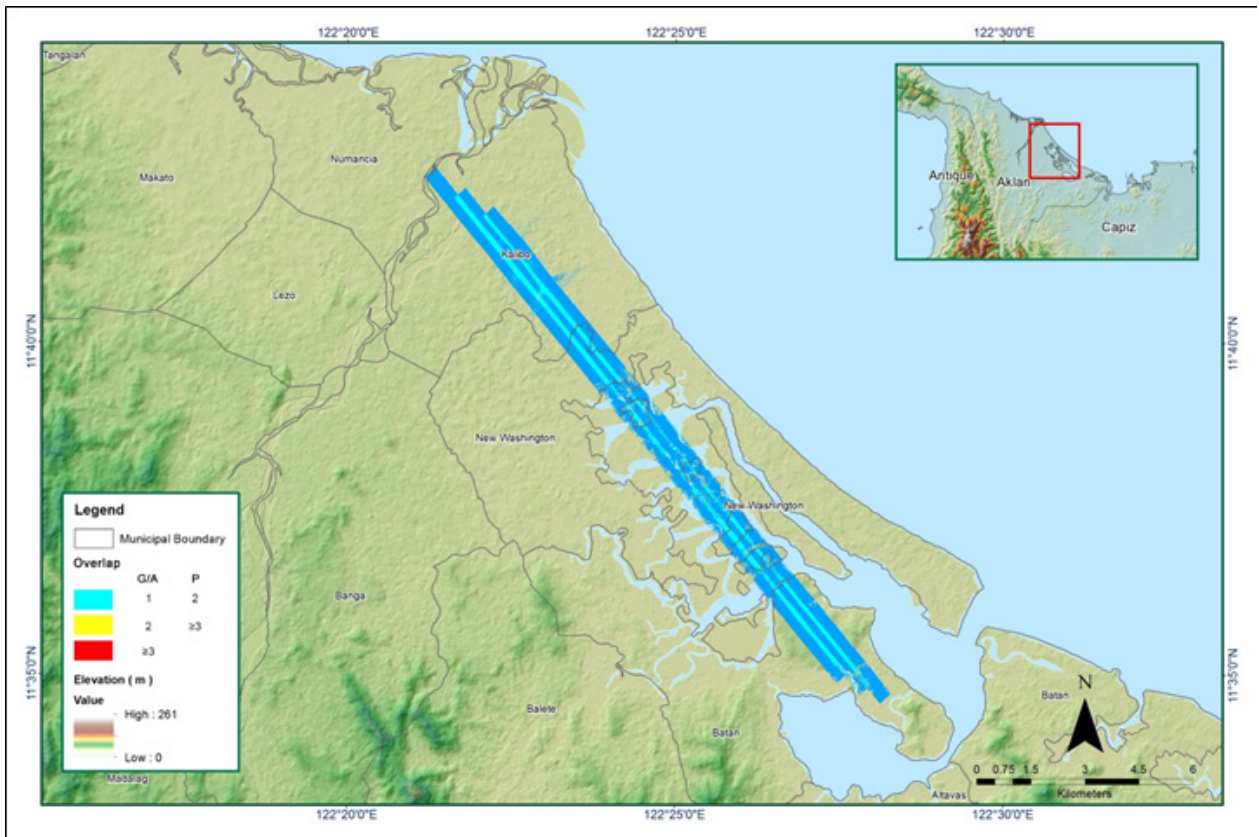 122°20'0"E
122°25'0"E
122°30'0"E
Tangalan
Makato
Numancia
Lezo
Kalibo
11°40'0"N
11°40'0"N
New Washington
New Washington
Banga
Balete
Batan
Batan
Altavas
Madalag
11°35'0"N
11°35'0"N
Antique
Aklan
Capiz
Legend
Municipal Boundary
Overlap
G/A P
1 2
2 ≥3
≥3
Elevation ( m )
Value
High : 261
Low : 0
N
0 0.75 1.5 3 4.5 6
Kilometers
122°20'0"E
122°25'0"E
122°30'0"E